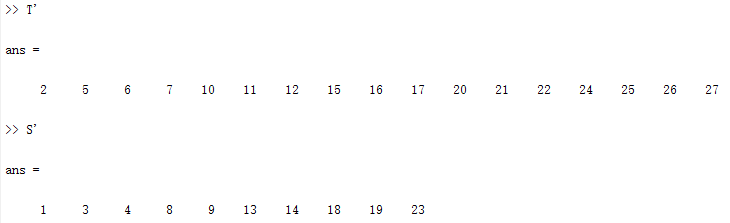 >> T'
ans =
2 5 6 7 10 11 12 15 16 17 20 21 22 24 25 26 27
>> S'
ans =
1 3 4 8 9 13 14 18 19 23